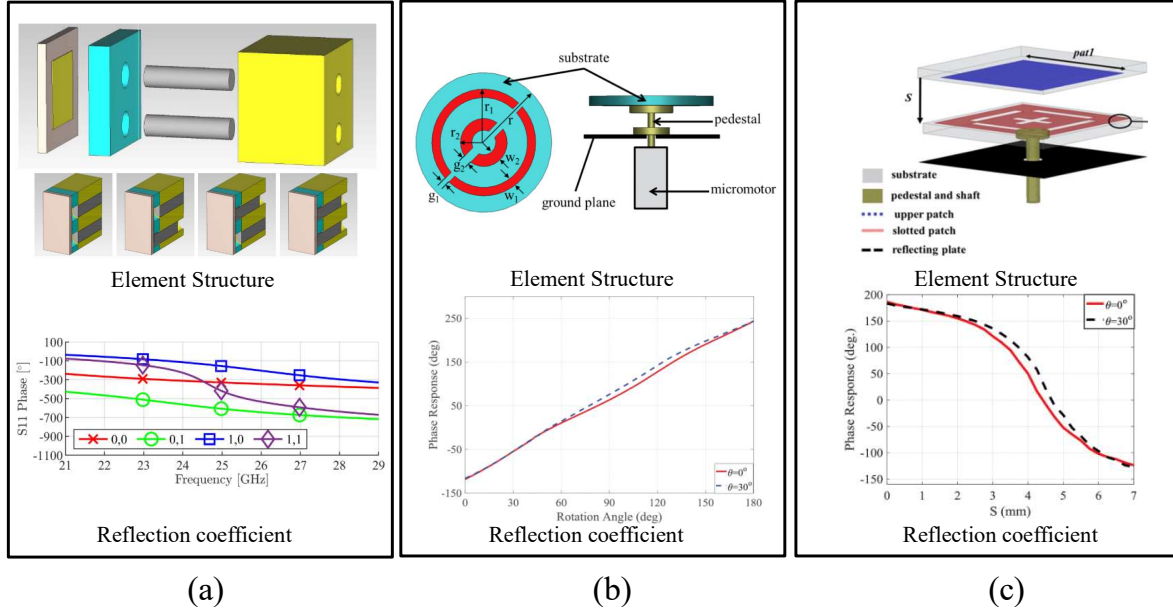 Element Structure
100
-100
-300
-500
-700
-900
-1100
S11 Phase [°]
0,0 0,1 1,0 1,1
21 22 23 24 25 26 27 28 29
Frequency [GHz]
Reflection coefficient
(a)
substrate
r1
r
r2
g2
w2
g1
w1
pedestal
micromotor
ground plane
Element Structure
250
150
50
-50
-150
Phase Response (deg)
θ=0°
θ=30°
0 30 60 90 120 150 180
Rotation Angle (deg)
Reflection coefficient
(b)
pat1
S
substrate
pedestal and shaft
upper patch
slotted patch
reflecting plate
Element Structure
200
150
100
50
0
-50
-100
-150
Phase Response (deg.)
θ=0°
θ=30°
0 1 2 3 4 5 6 7
S (mm)
Reflection coefficient
(c)